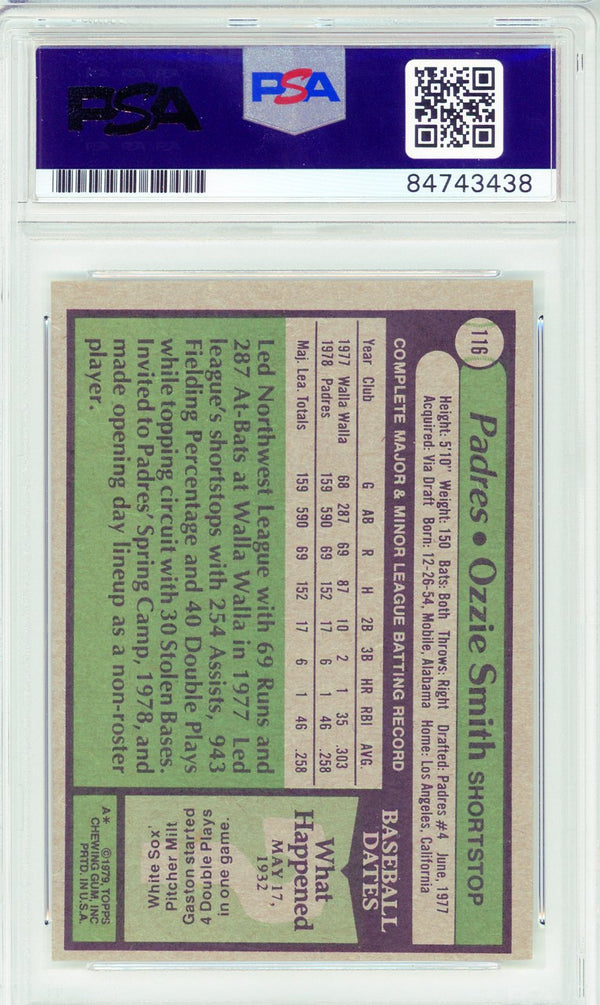 PSA
PSA
84743438
116
Padres • Ozzie Smith SHORTSTOP
Height: 5'10" Weight: 150 Bats: Both Throws: Right Drafted: Padres #4 June, 1977
Acquired: Via Draft Born: 12-26-54, Mobile, Alabama Home: Los Angeles, California
COMPLETE MAJOR & MINOR LEAGUE BATTING RECORD
Year Club G AB R H 2B 3B HR RBI AVG.
1977 Walla Walla 68 287 69 87 10 2 1 35 .303
1978 Padres 159 590 69 152 17 6 1 46 .258
Maj. Lea. Totals 159 590 69 152 17 6 1 46 .258
Led Northwest League with 69 Runs and
287 At-Bats at Walla Walla in 1977 Led
league's shortstops with 254 Assists, .943
Fielding Percentage and 40 Double Plays
while topping circuit with 30 Stolen Bases.
Invited to Padres' Spring Camp, 1978, and
made opening day lineup as a non-roster
player.
BASEBALL
DATES
What
Happened
MAY 17,
1932
White Sox'
Pitcher Milt
Gaston started
4 Double Plays
in one game.
A* ©1979, TOPPS
CHEWING GUM, INC
PRTD. IN U.S.A.